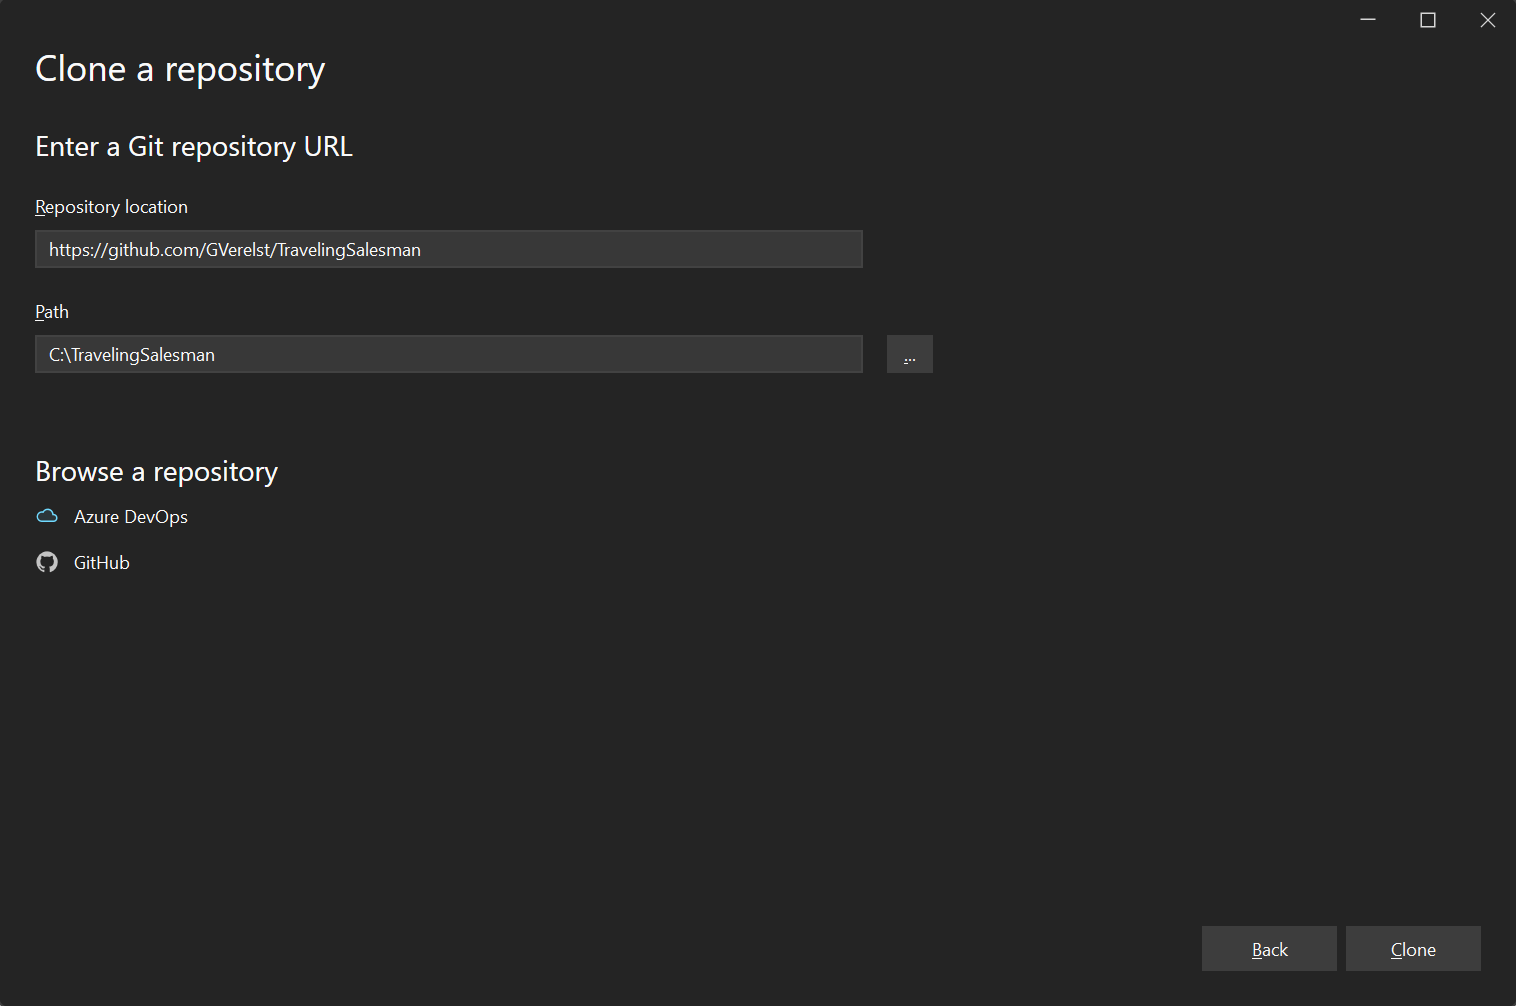 Clone a repository
Enter a Git repository URL
Repository location
https://github.com/GVerelst/TravelingSalesman
Path
C:\TravelingSalesman
...
Browse a repository
Azure DevOps
GitHub
Back
Clone